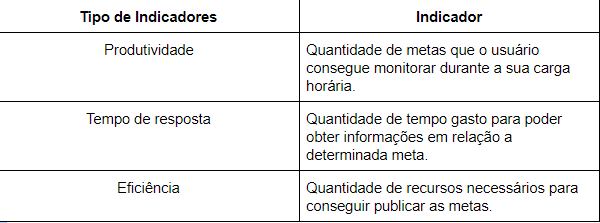 Tipo de Indicadores
Indicador
Produtividade
Quantidade de metas que o usuário
consegue monitorar durante a sua carga
horária.
Tempo de resposta
Quantidade de tempo gasto para poder
obter informações em relação a
determinada meta.
Eficiência
Quantidade de recursos necessários para
conseguir publicar as metas.